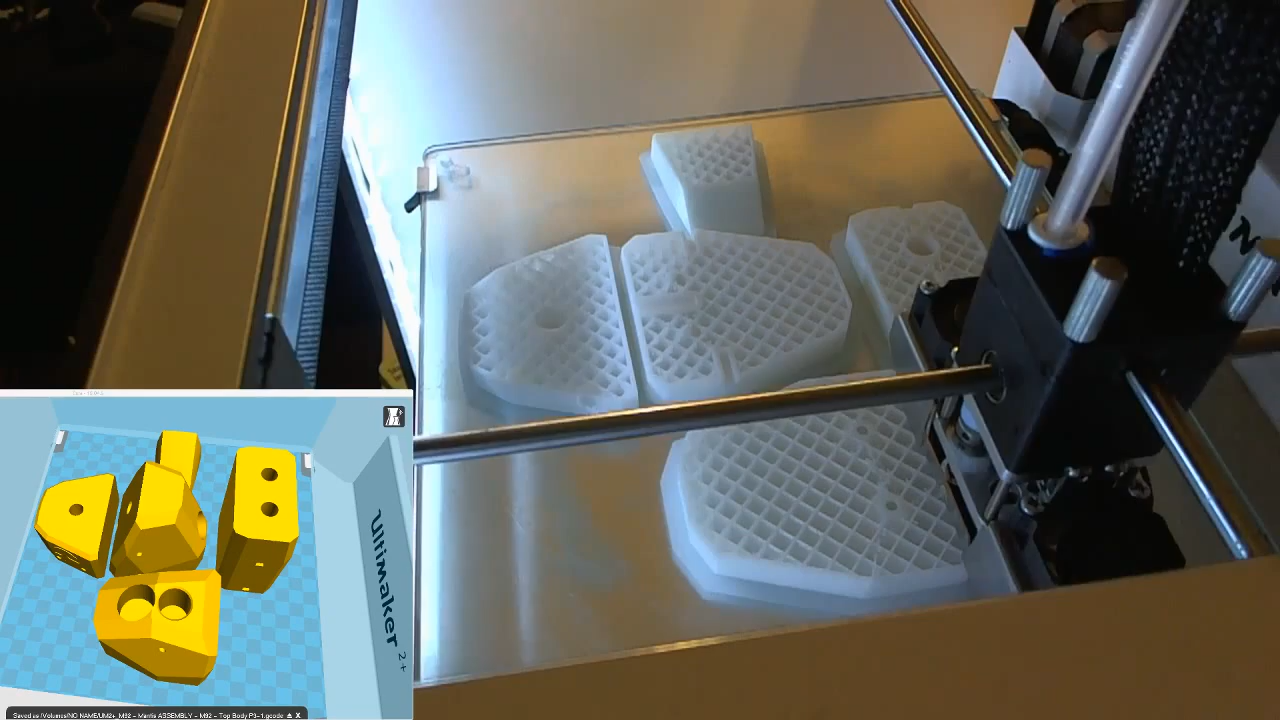 Ultimaker 2+
Saved as /Volumes/NO NAME/UM2+_M92 - Mantis ASSEMBLY - M92 - Top Body P3-1.gcode